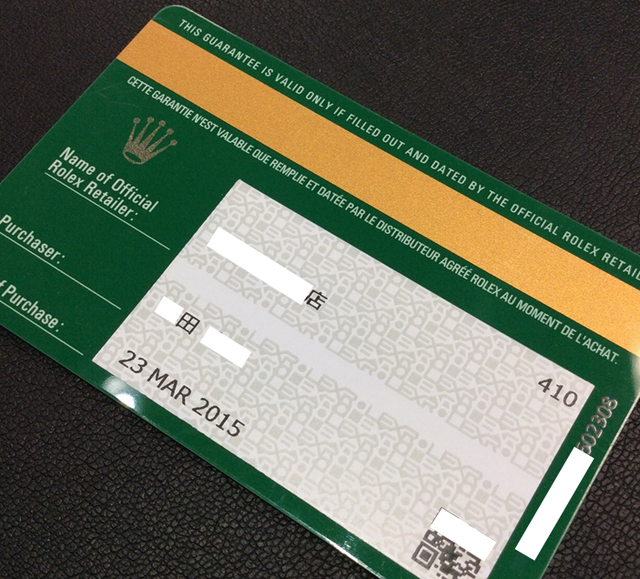 THIS GUARANTEE IS VALID ONLY IF FILLED OUT AND DATED BY THE OFFICIAL ROLEX
CETTE GARANTIE N'EST VALABLE QUE REMPLIE ET DATÉE PAR LE DISTRIBUTEUR AGRÉÉ ROLEX AU MOMENT DE L'ACHAT.
Name of Official
Rolex Retailer:
Purchaser:
Purchase:
店
田
23 MAR 2015
410
502308